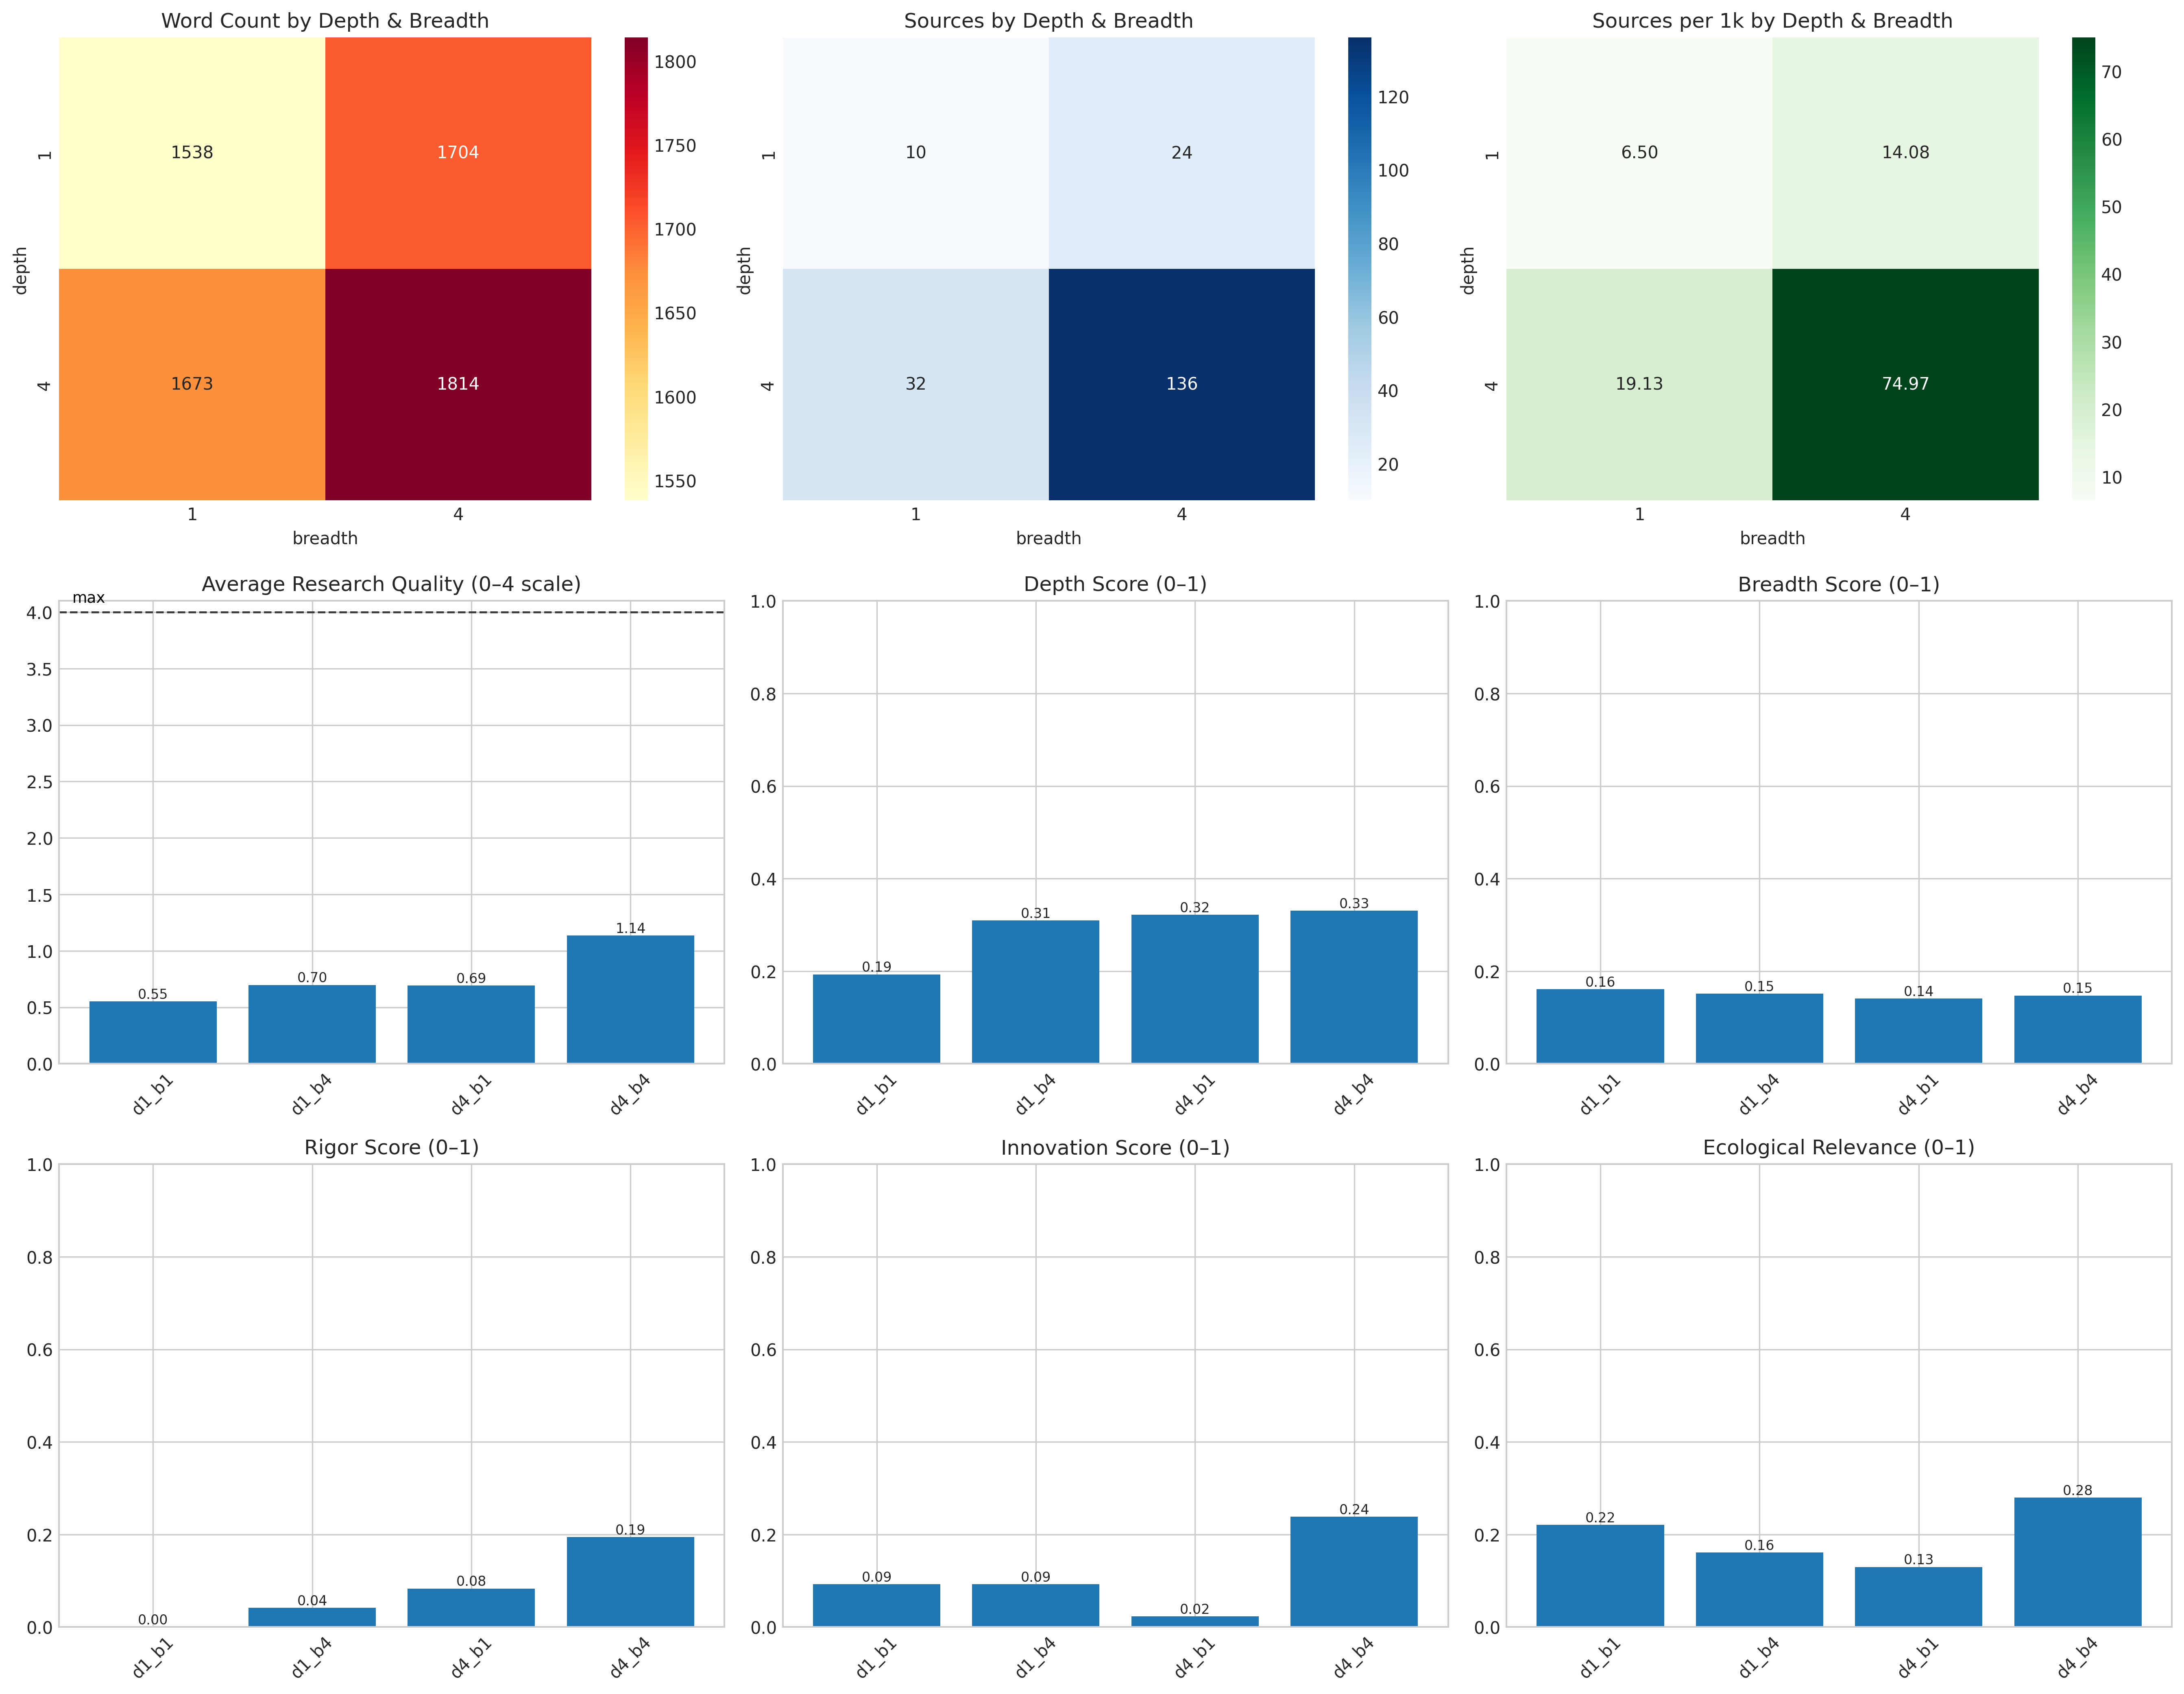 Word Count by Depth & Breadth
1538
1704
1673
1814
1
4
depth
1
4
breadth
1800
1750
1700
1650
1600
1550
Sources by Depth & Breadth
10
24
32
136
1
4
depth
1
4
breadth
120
100
80
60
40
20
Sources per 1k by Depth & Breadth
6.50
14.08
19.13
74.97
1
4
depth
1
4
breadth
70
60
50
40
30
20
10
Average Research Quality (0–4 scale)
max
4.0
3.5
3.0
2.5
2.0
1.5
1.0
0.5
0.0
0.55
0.70
0.69
1.14
d1_b1
d1_b4
d4_b1
d4_b4
Depth Score (0–1)
1.0
0.8
0.6
0.4
0.2
0.0
0.19
0.31
0.32
0.33
d1_b1
d1_b4
d4_b1
d4_b4
Breadth Score (0–1)
1.0
0.8
0.6
0.4
0.2
0.0
0.16
0.15
0.14
0.15
d1_b1
d1_b4
d4_b1
d4_b4
Rigor Score (0–1)
1.0
0.8
0.6
0.4
0.2
0.0
0.00
0.04
0.08
0.19
d1_b1
d1_b4
d4_b1
d4_b4
Innovation Score (0–1)
1.0
0.8
0.6
0.4
0.2
0.0
0.09
0.09
0.02
0.24
d1_b1
d1_b4
d4_b1
d4_b4
Ecological Relevance (0–1)
1.0
0.8
0.6
0.4
0.2
0.0
0.22
0.16
0.13
0.28
d1_b1
d1_b4
d4_b1
d4_b4